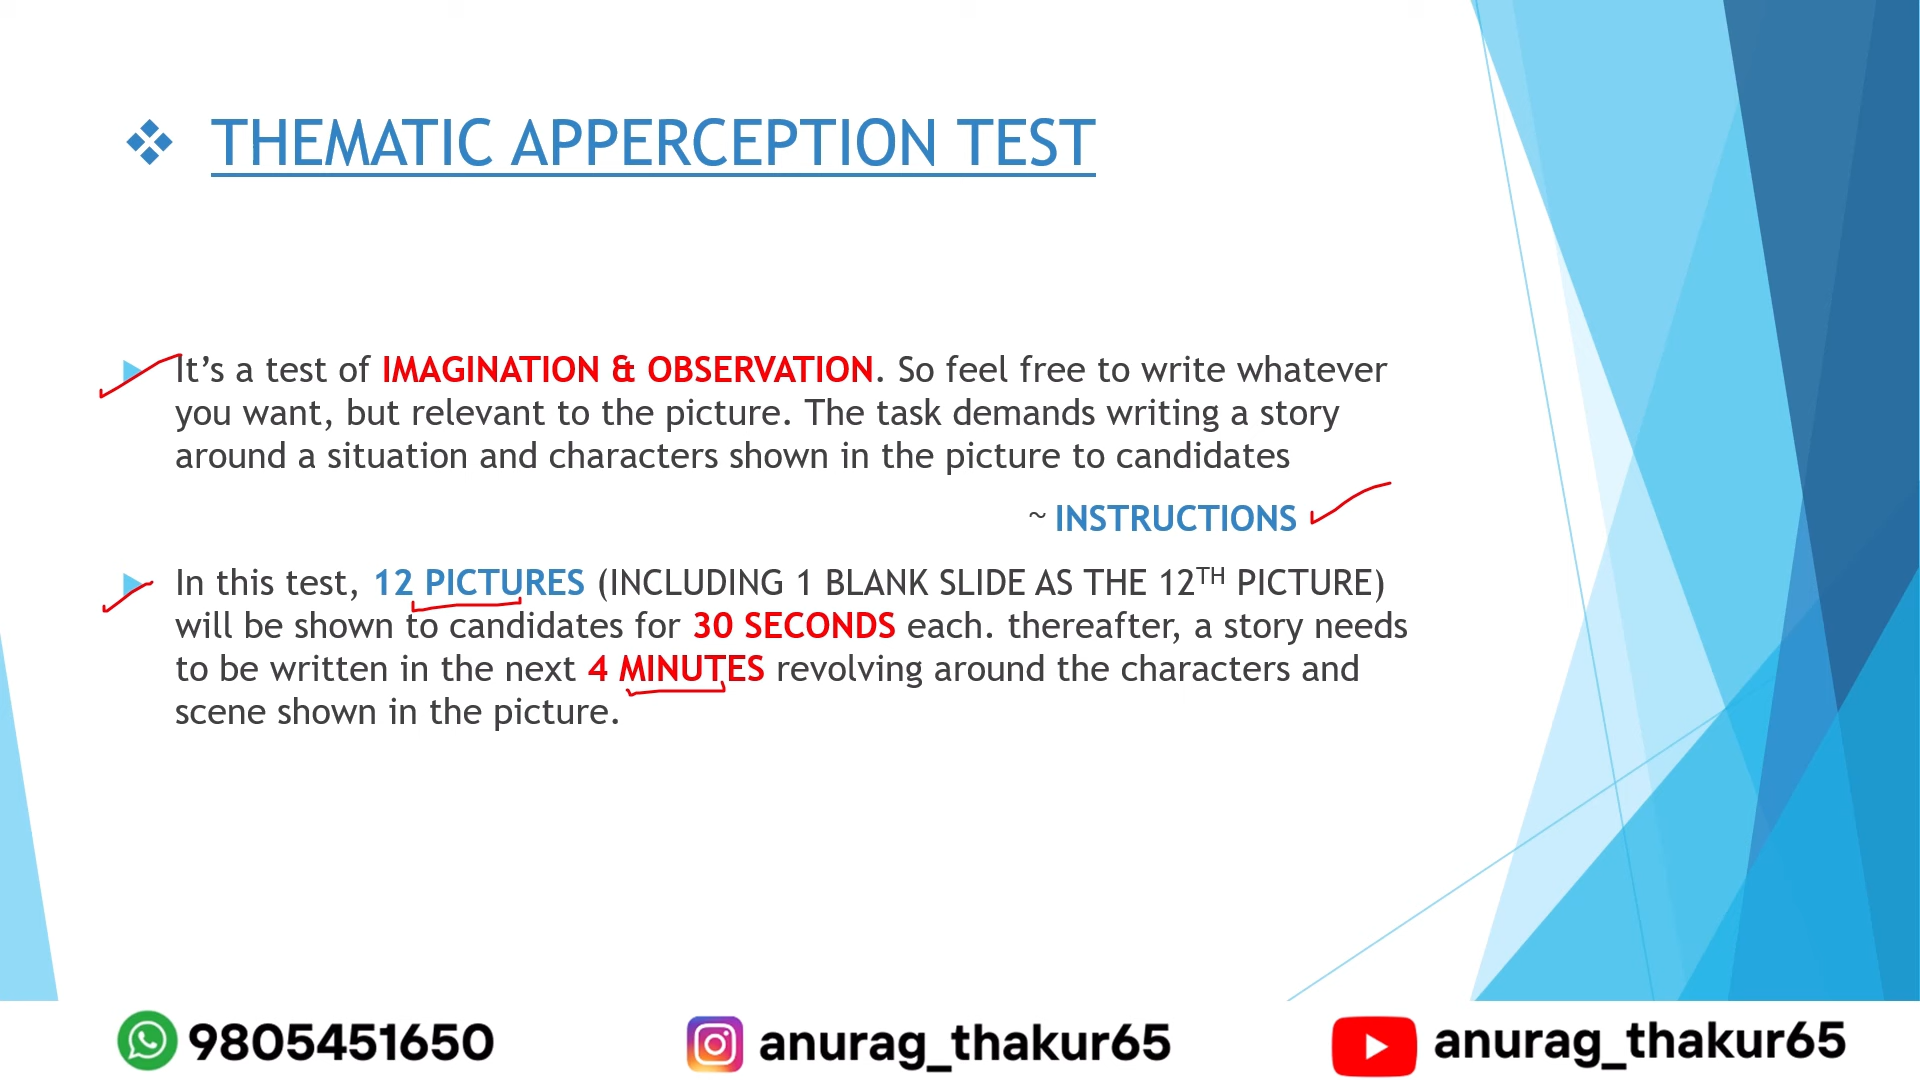 ❖ THEMATIC APPERCEPTION TEST
It’s a test of IMAGINATION & OBSERVATION. So feel free to write whatever
you want, but relevant to the picture. The task demands writing a story
around a situation and characters shown in the picture to candidates
~ INSTRUCTIONS
In this test, 12 PICTURES (INCLUDING 1 BLANK SLIDE AS THE 12TH PICTURE)
will be shown to candidates for 30 SECONDS each. thereafter, a story needs
to be written in the next 4 MINUTES revolving around the characters and
scene shown in the picture.
9805451650 anurag_thakur65 anurag_thakur65